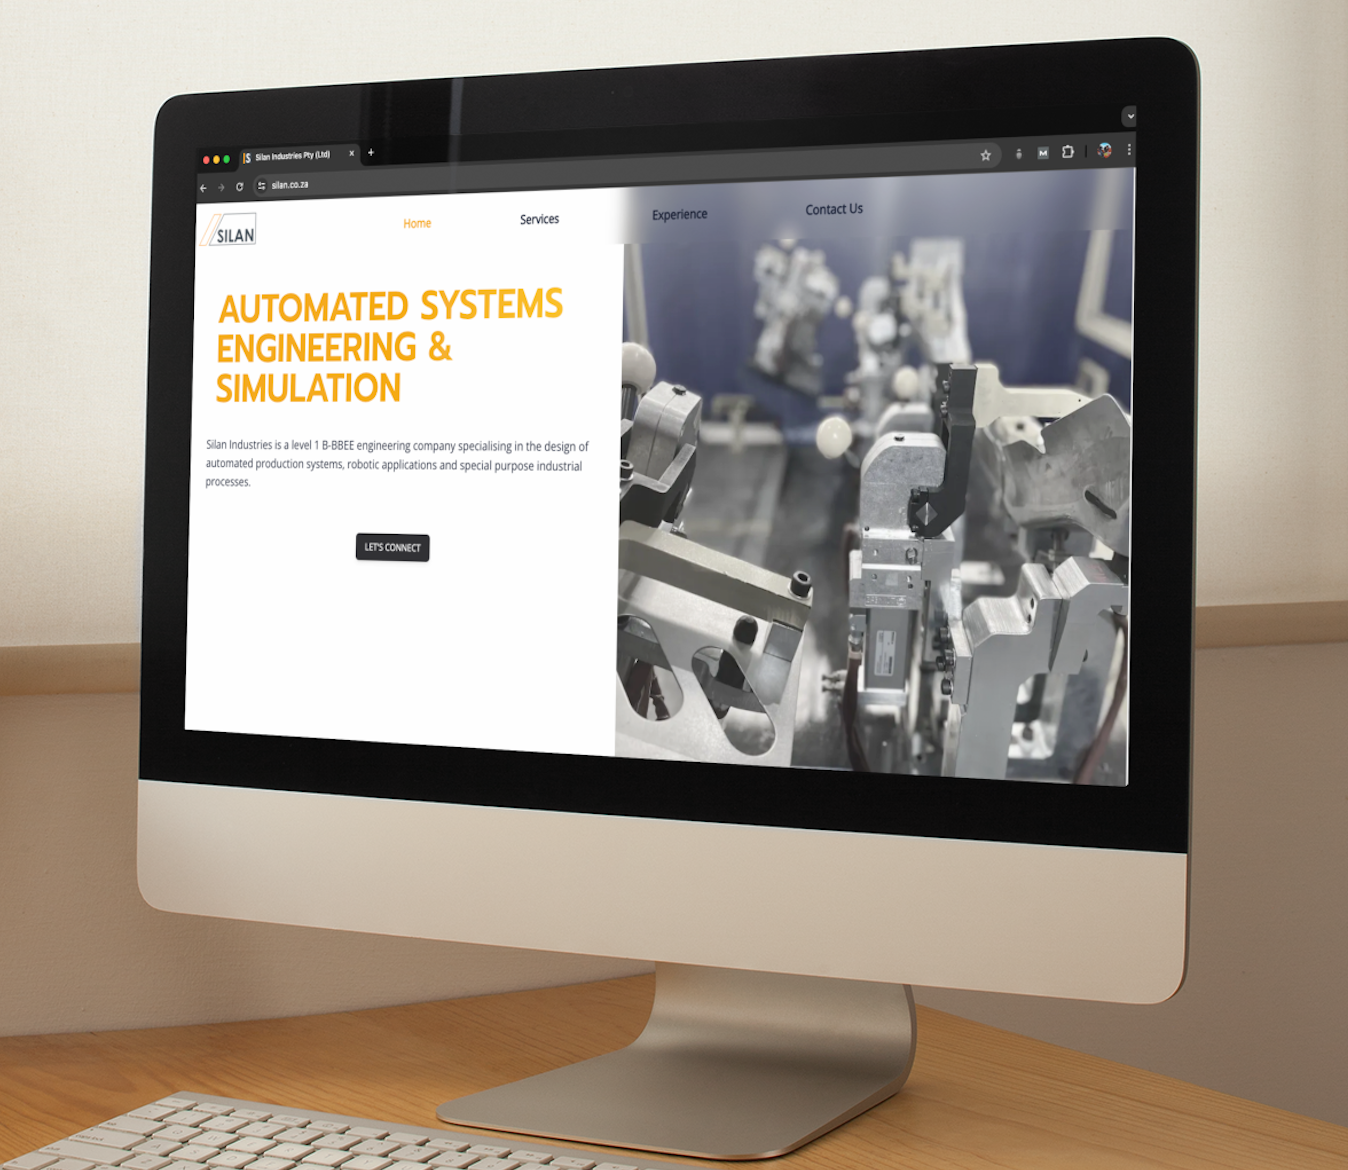 Silan Industries Pty (Ltd)
silan.co.za
SILAN
Home
Services
Experience
Contact Us
AUTOMATED SYSTEMS
ENGINEERING &
SIMULATION
Silan Industries is a level 1 B-BBEE engineering company specialising in the design of
automated production systems, robotic applications and special purpose industrial
processes.
LET'S CONNECT